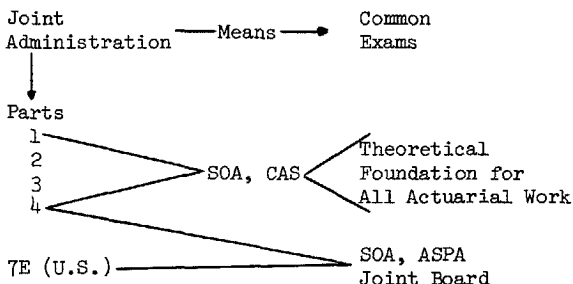 Joint Administration
Means
Common Exams
Parts
1
2
3
4
SOA, CAS
Theoretical
Foundation for
All Actuarial Work
7E (U.S.)
SOA, ASPA
Joint Board